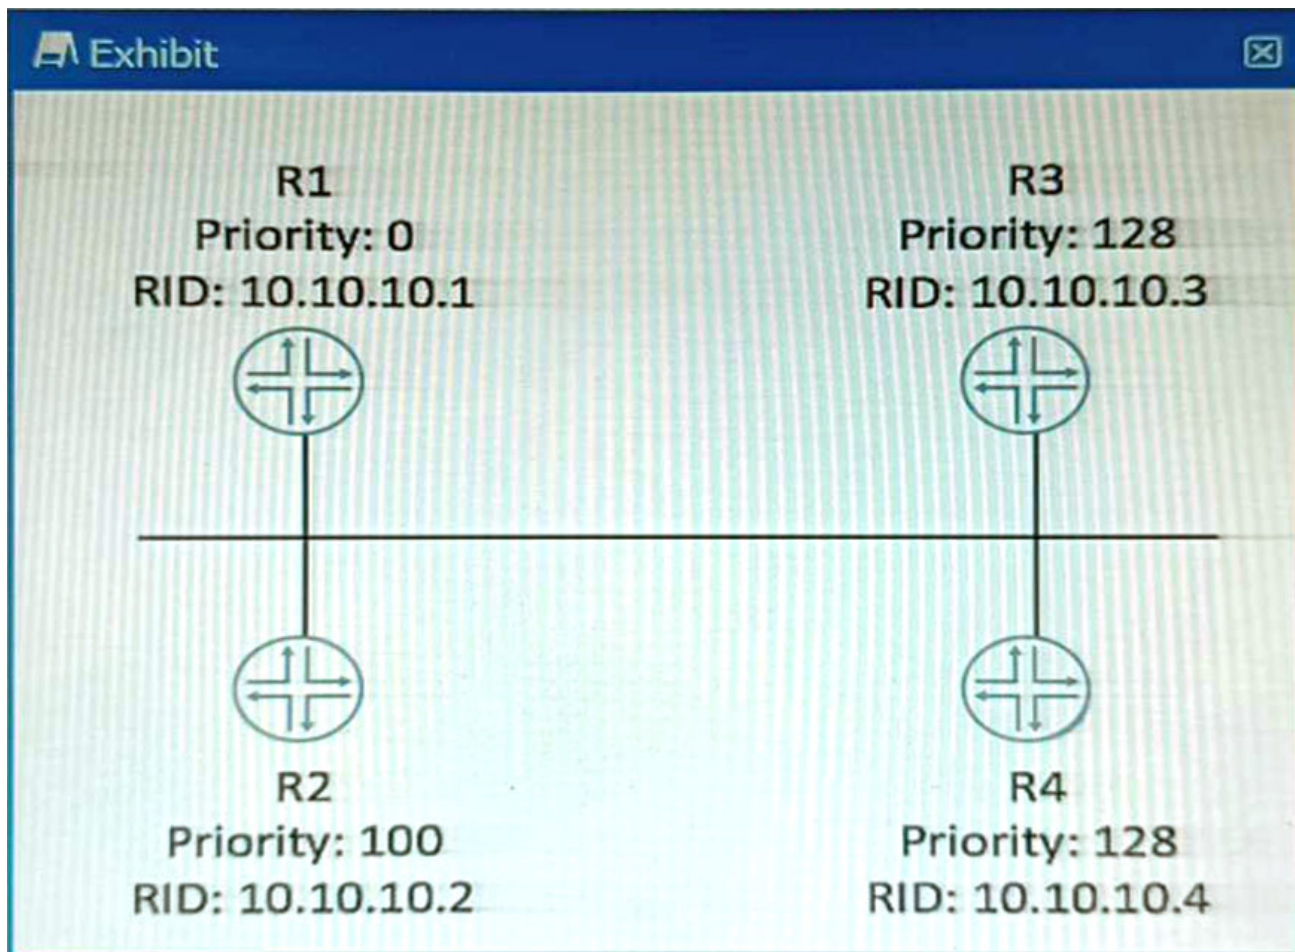 Exhibit
R1
Priority: 0
RID: 10.10.10.1
R3
Priority: 128
RID: 10.10.10.3
R2
Priority: 100
RID: 10.10.10.2
R4
Priority: 128
RID: 10.10.10.4